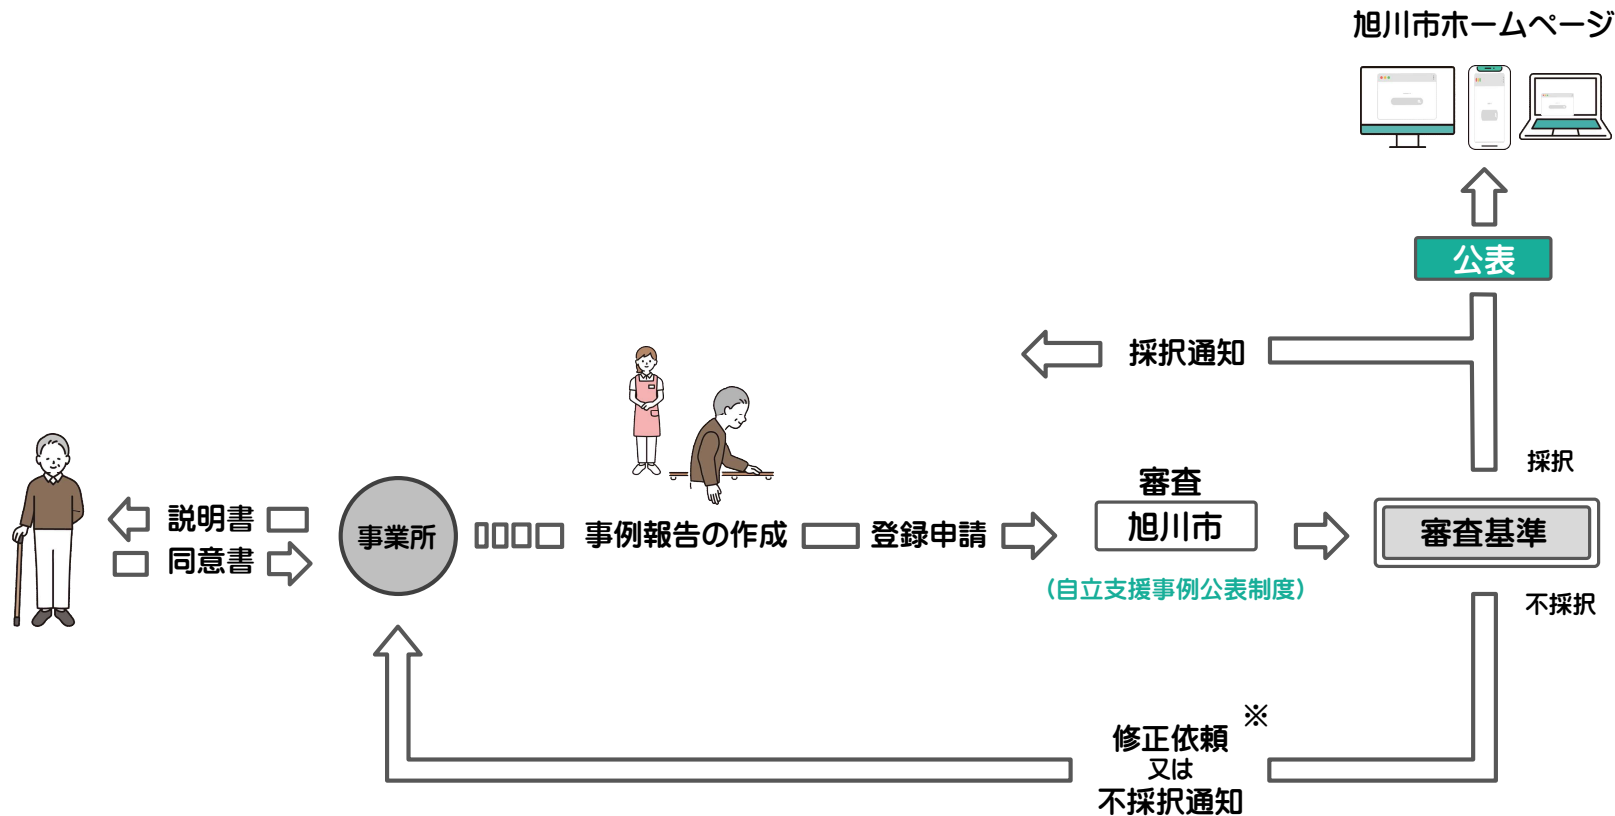 旭川市ホームページ
公表
採択通知
採択
説明書
同意書
事業所
事例報告の作成
登録申請
審査
旭川市
(自立支援事例公表制度)
審査基準
不採択
修正依頼 ※
又は
不採択通知